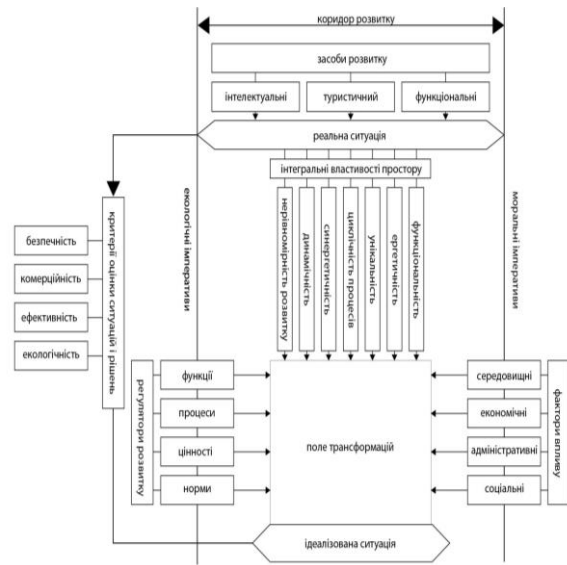 коридор розвитку
засоби розвитку
інтелектуальні
туристичний
функціональні
реальна ситуація
інтегральні властивості простору
екологічні імперативи
моральні імперативи
нерівномірність розвитку
динамічність
синергетичність
циклічність процесів
унікальність
ергетичність
функціональність
критерії оцінки ситуацій і рішень
безпечність
комерційність
ефективність
екологічність
регулятори розвитку
функції
процеси
цінності
норми
поле трансформацій
середовищні
економічні
адміністративні
соціальні
фактори впливу
ідеалізована ситуація